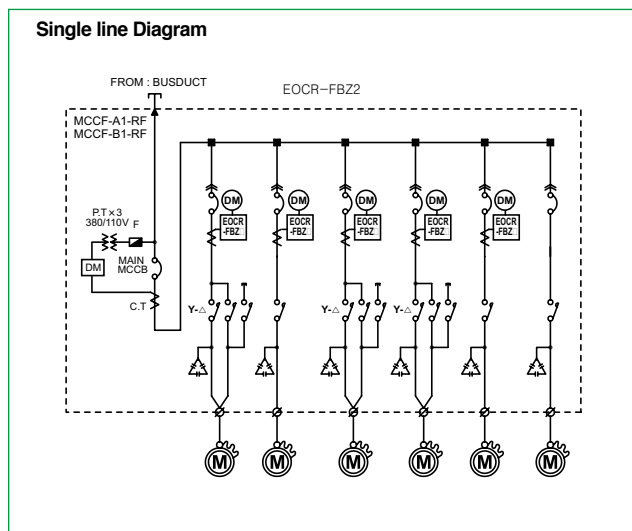 Single line Diagram
FROM : BUSDUCT
EOCR-FBZ2
MCCF-A1-RF
MCCF-B1-RF
P.T×3
380/110V
F
DM
MAIN
MCCB
C.T
DM
EOCR
-FBZ□
DM
EOCR
-FBZ□
DM
EOCR
-FBZ□
DM
EOCR
-FBZ□
DM
EOCR
-FBZ□
Y-△
Y-△
Y-△
M
M
M
M
M
M